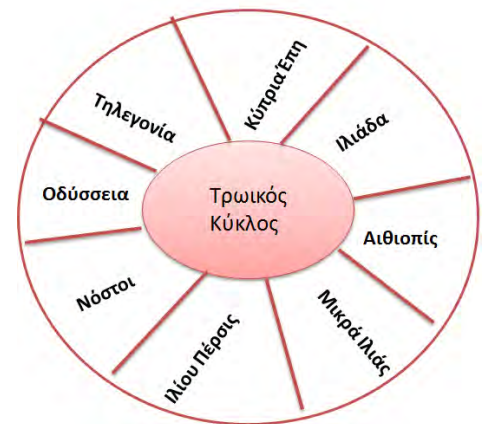 Τρωικός
Κύκλος
Κύπρια Έπη
Ιλιάδα
Αιθιοπίς
Μικρά Ιλιάς
Ιλίου Πέρσις
Νόστοι
Οδύσσεια
Τηλεγονία